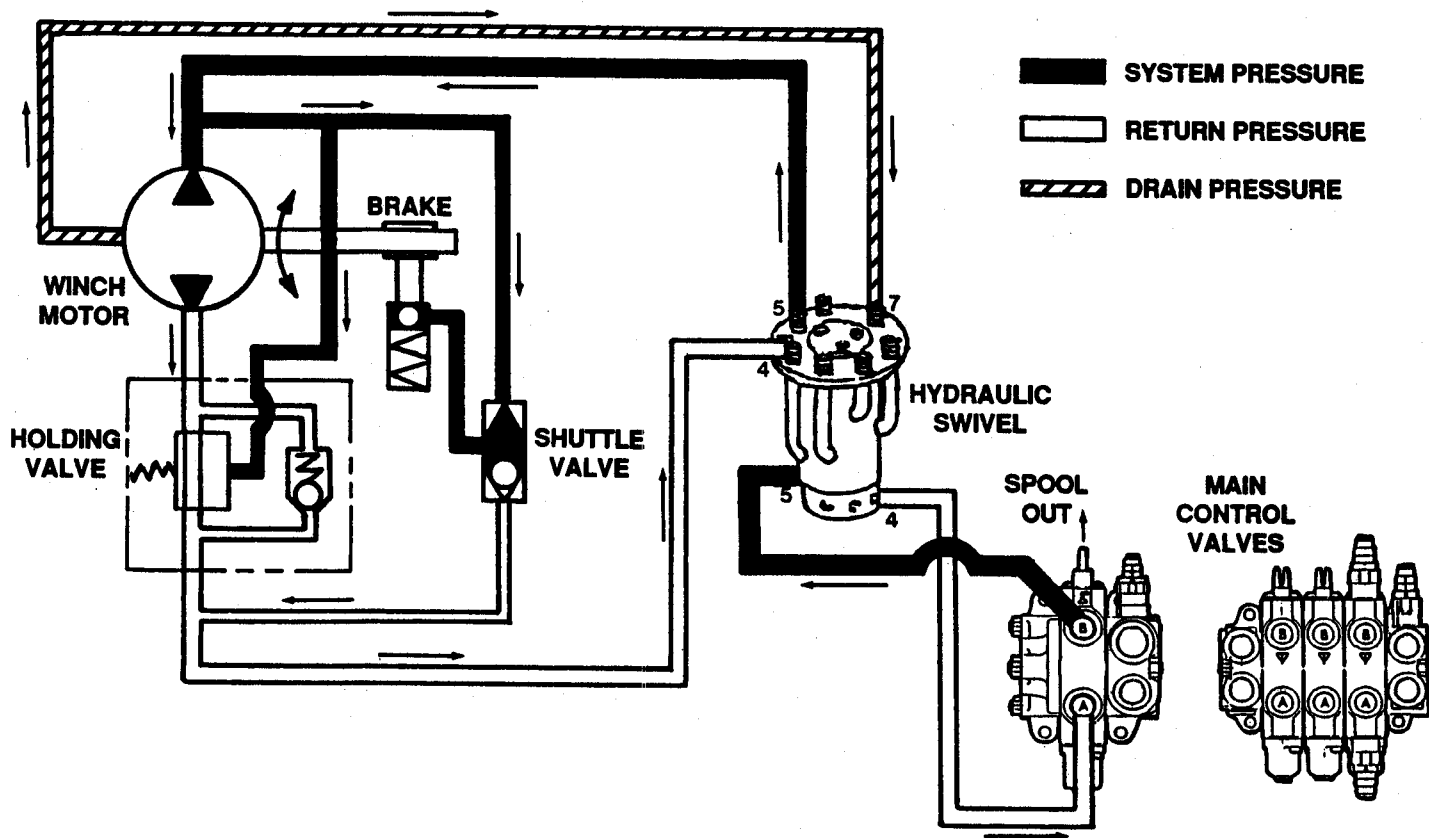 SYSTEM PRESSURE
RETURN PRESSURE
DRAIN PRESSURE
BRAKE
WINCH
MOTOR
5
7
4
HYDRAULIC
SWIVEL
HOLDING
VALVE
SHUTTLE
VALVE
5
4
SPOOL
OUT
MAIN
CONTROL
VALVES
B
B
B
B
A
A
A
A